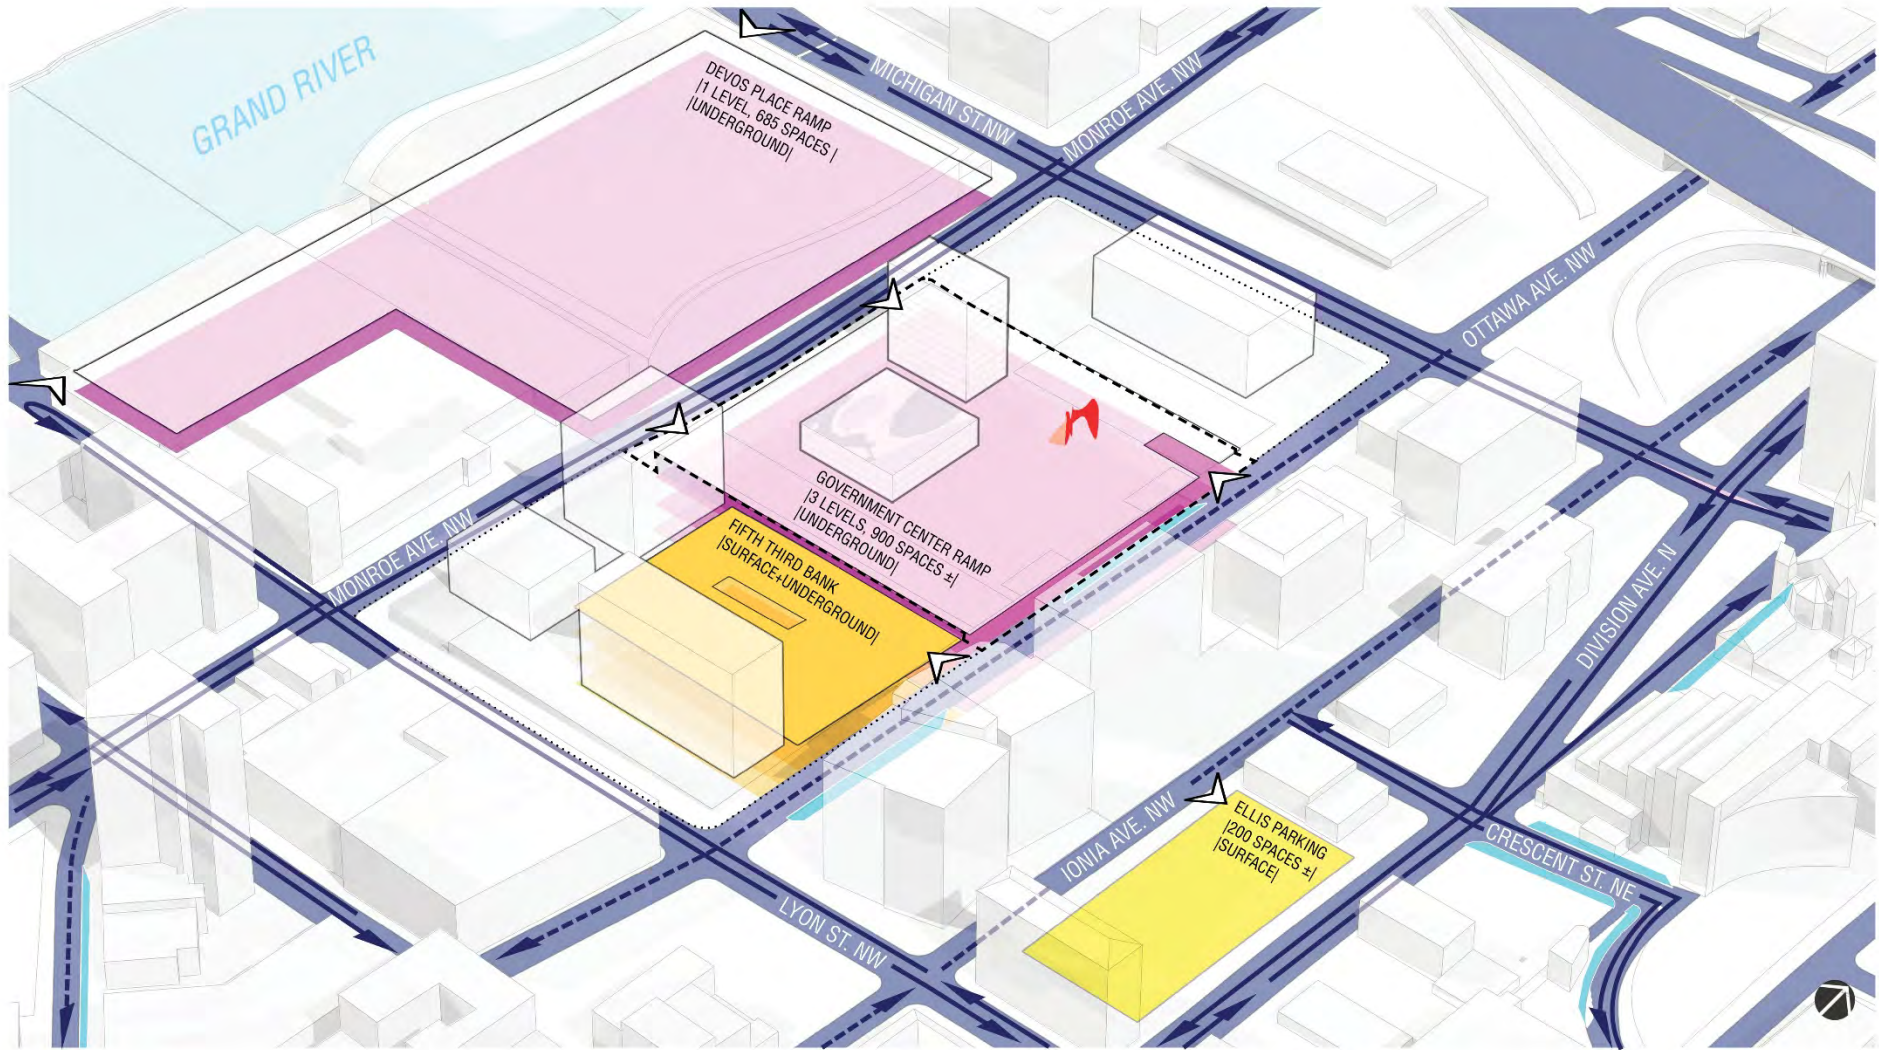 GRAND RIVER
DEVOS PLACE RAMP
|1 LEVEL, 685 SPACES |
|UNDERGROUND|
MICHIGAN ST.NW
MONROE AVE. NW
OTTAWA AVE. NW
GOVERNMENT CENTER RAMP
|3 LEVELS, 900 SPACES ±|
|UNDERGROUND|
FIFTH THIRD BANK
|SURFACE+UNDERGROUND|
MONROE AVE. NW
DIVISION AVE. N
ELLIS PARKING
|200 SPACES ±|
|SURFACE|
IONIA AVE. NW
CRESCENT ST. NE
LYON ST. NW